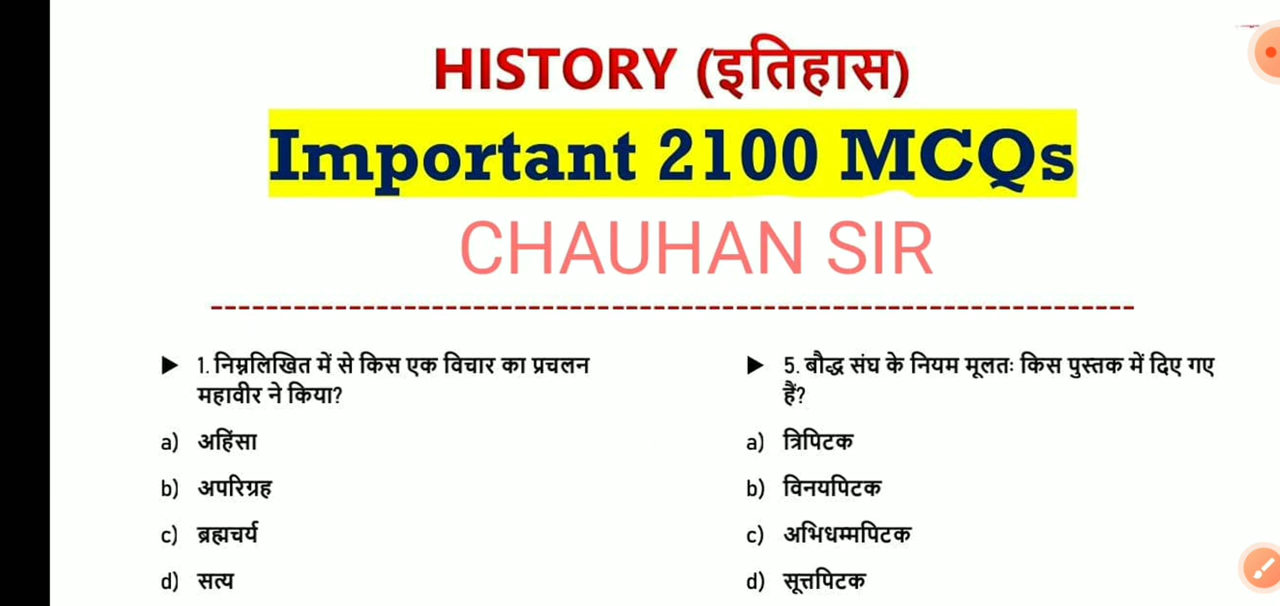 HISTORY (इतिहास)
Important 2100 MCQs
CHAUHAN SIR
1. निम्नलिखित में से किस एक विचार का प्रचलन
महावीर ने किया?
a) अहिंसा
b) अपरिग्रह
c) ब्रह्मचर्य
d) सत्य
5. बौद्ध संघ के नियम मूलतः किस पुस्तक में दिए गए
हैं?
a) त्रिपिटक
b) विनयपिटक
c) अभिधम्मपिटक
d) सूत्तपिटक